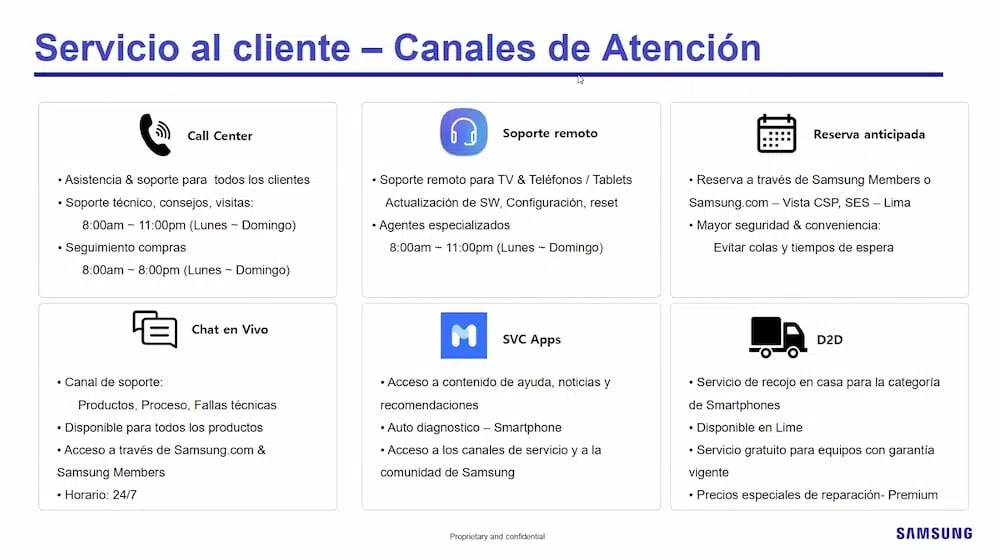 Servicio al cliente – Canales de Atención
Call Center
• Asistencia & soporte para todos los clientes
• Soporte técnico, consejos, visitas:
8:00am ~ 11:00pm (Lunes ~ Domingo)
• Seguimiento compras
8:00am ~ 8:00pm (Lunes ~ Domingo)
Soporte remoto
• Soporte remoto para TV & Teléfonos / Tablets
Actualización de SW, Configuración, reset
• Agentes especializados
8:00am ~ 11:00pm (Lunes ~ Domingo)
Reserva anticipada
• Reserva a través de Samsung Members o
Samsung.com – Vista CSP, SES – Lima
• Mayor seguridad & conveniencia:
Evitar colas y tiempos de espera
Chat en Vivo
• Canal de soporte:
Productos, Proceso, Fallas técnicas
• Disponible para todos los productos
• Acceso a través de Samsung.com &
Samsung Members
• Horario: 24/7
SVC Apps
• Acceso a contenido de ayuda, noticias y
recomendaciones
• Auto diagnostico – Smartphone
• Acceso a los canales de servicio y a la
comunidad de Samsung
D2D
• Servicio de recojo en casa para la categoría
de Smartphones
• Disponible en Lime
• Servicio gratuito para equipos con garantía
vigente
• Precios especiales de reparación- Premium
Proprietary and confidential
SAMSUNG